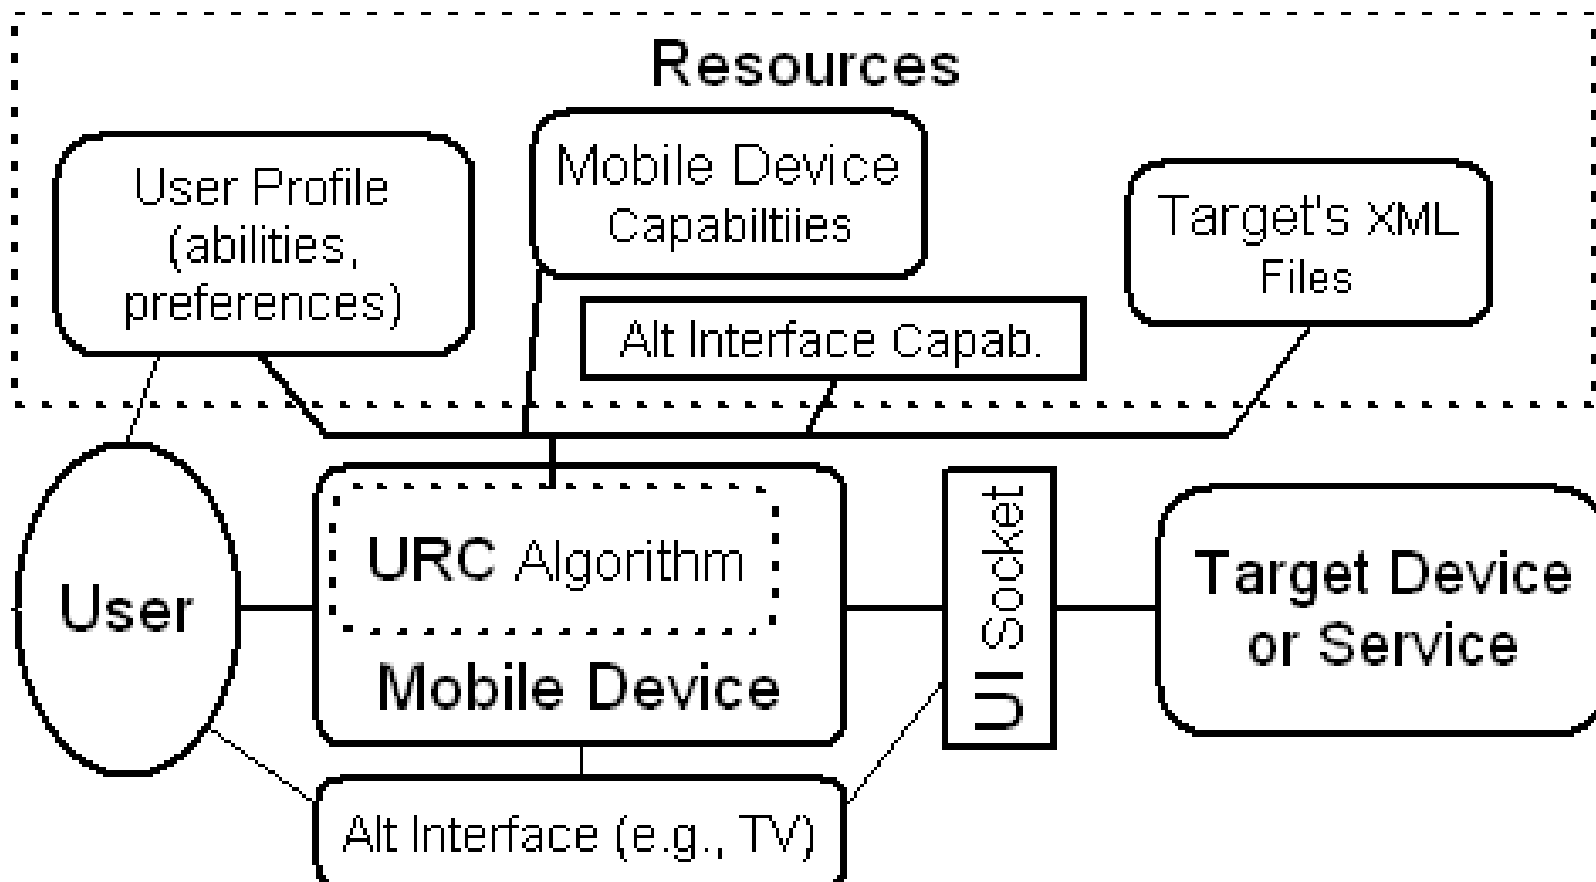 Resources
User Profile
(abilities,
preferences)
Mobile Device
Capabiltiies
Target's XML
Files
Alt Interface Capab.
User
URC Algorithm
Mobile Device
UI Socket
Target Device
or Service
Alt Interface (e.g., TV)